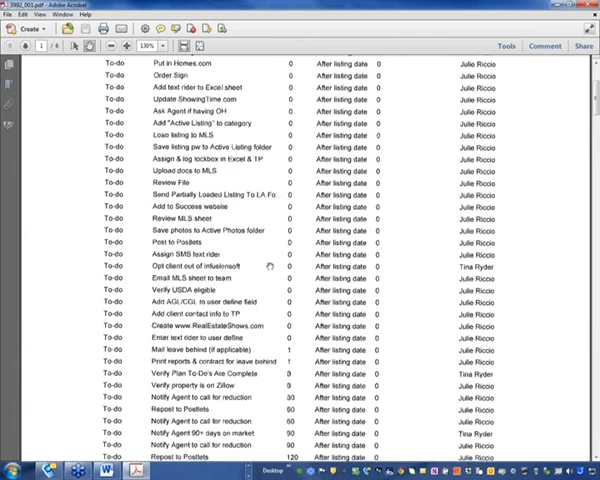 3992_001.pdf - Adobe Acrobat
File Edit View Window Help
Create
1 / 6 130% Tools Comment Share
To-do Put in Homes.com 0 After listing date 0 Julie Riccio
To-do Order Sign 0 After listing date 0 Julie Riccio
To-do Add text rider to Excel sheet 0 After listing date 0 Julie Riccio
To-do Update ShowingTime.com 0 After listing date 0 Julie Riccio
To-do Ask Agent if having OH 0 After listing date 0 Julie Riccio
To-do Add "Active Listing" to category 0 After listing date 0 Julie Riccio
To-do Load listing to MLS 0 After listing date 0 Julie Riccio
To-do Save listing pw to Active Listing folder 0 After listing date 0 Julie Riccio
To-do Assign & log lockbox in Excel & TP 0 After listing date 0 Julie Riccio
To-do Upload docs to MLS 0 After listing date 0 Julie Riccio
To-do Review File 0 After listing date 0 Julie Riccio
To-do Send Partially Loaded Listing To LA Fo.. 0 After listing date 0 Julie Riccio
To-do Add to Success website 0 After listing date 0 Julie Riccio
To-do Review MLS sheet 0 After listing date 0 Julie Riccio
To-do Save photos to Active Photos folder 0 After listing date 0 Julie Riccio
To-do Post to Postlets 0 After listing date 0 Julie Riccio
To-do Assign SMS text rider 0 After listing date 0 Julie Riccio
To-do Opt client out of Infusionsoft 0 After listing date 0 Tina Ryder
To-do Email MLS sheet to team 0 After listing date 0 Julie Riccio
To-do Verify USDA eligible 0 After listing date 0 Julie Riccio
To-do Add AGL/CGL to user define field 0 After listing date 0 Julie Riccio
To-do Add client contact info to TP 0 After listing date 0 Julie Riccio
To-do Create www.RealEstateShows.com 0 After listing date 0 Julie Riccio
To-do Enter text rider to user define 0 After listing date 0 Julie Riccio
To-do Mail leave behind (if applicable) 1 After listing date 0 Julie Riccio
To-do Print reports & contract for leave behind 1 After listing date 0 Julie Riccio
To-do Verify Plan To-Do's Are Complete After listing date 0 Tina Ryder
To-do Verify property is on Zillow After listing date 0 Julie Riccio
To-do Notify Agent to call for reduction 30 After listing date 0 Julie Riccio
To-do Repost to Postlets 60 After listing date 0 Julie Riccio
To-do Notify Agent to call for reduction 60 After listing date 0 Julie Riccio
To-do Notify Agent 90+ days on market 90 After listing date 0 Tina Ryder
To-do Notify Agent to call for reduction 90 After listing date 0 Julie Riccio
To-do Repost to Postlets 120 After listing date 0 Julie Riccio
Desktop